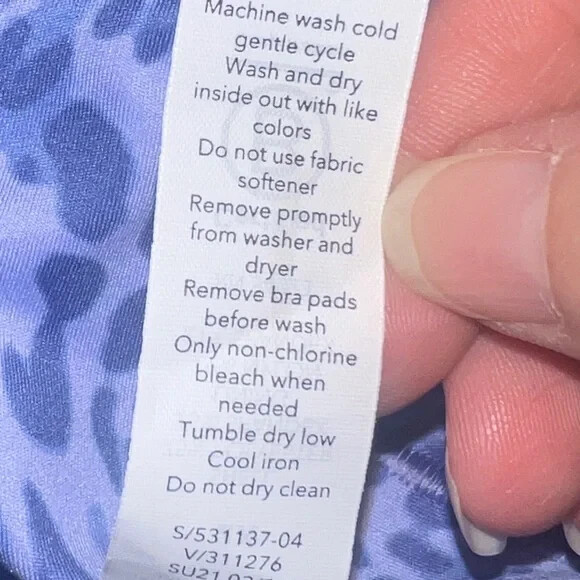 Machine wash cold
gentle cycle
Wash and dry
inside out with like
colors
Do not use fabric
softener
Remove promptly
from washer and
dryer
Remove bra pads
before wash
Only non-chlorine
bleach when
needed
Tumble dry low
Cool iron
Do not dry clean
S/531137-04
V/311276